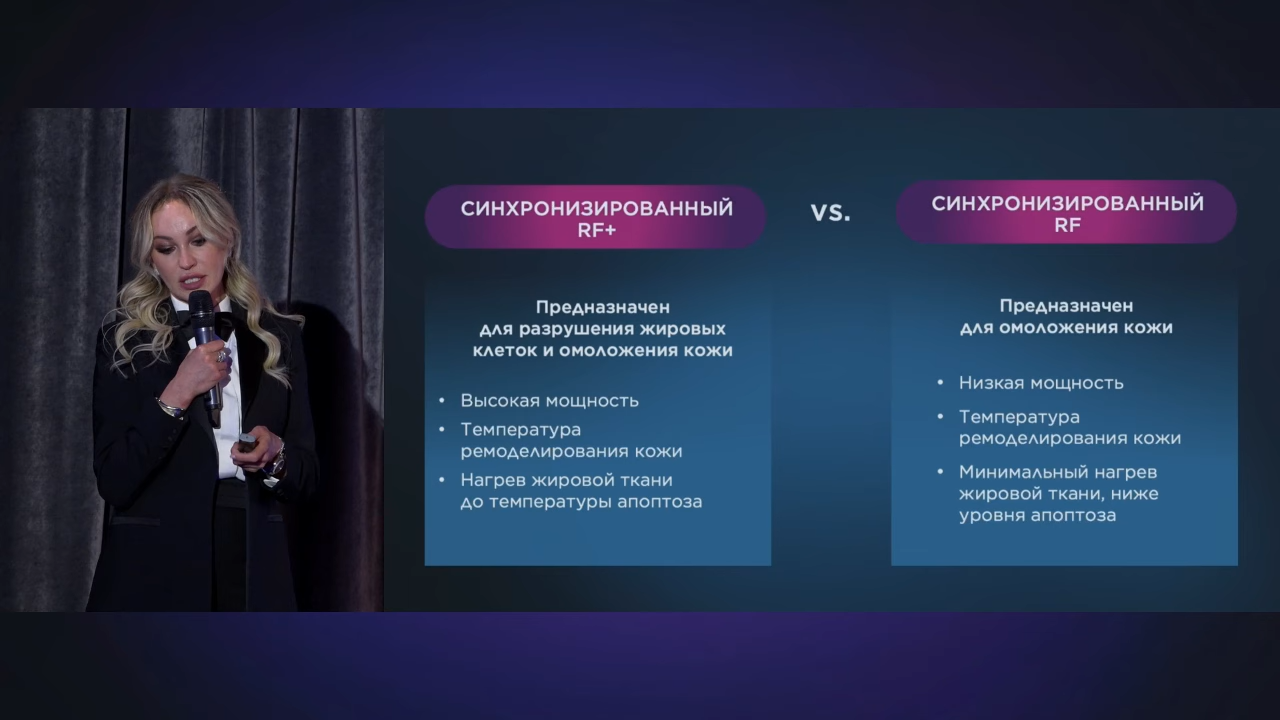 СИНХРОНИЗИРОВАННЫЙ
RF+
Предназначен
для разрушения жировых
клеток и омоложения кожи
• Высокая мощность
• Температура
ремоделирования кожи
• Нагрев жировой ткани
до температуры апоптоза
vs.
СИНХРОНИЗИРОВАННЫЙ
RF
Предназначен
для омоложения кожи
• Низкая мощность
• Температура
ремоделирования кожи
• Минимальный нагрев
жировой ткани, ниже
уровня апоптоза